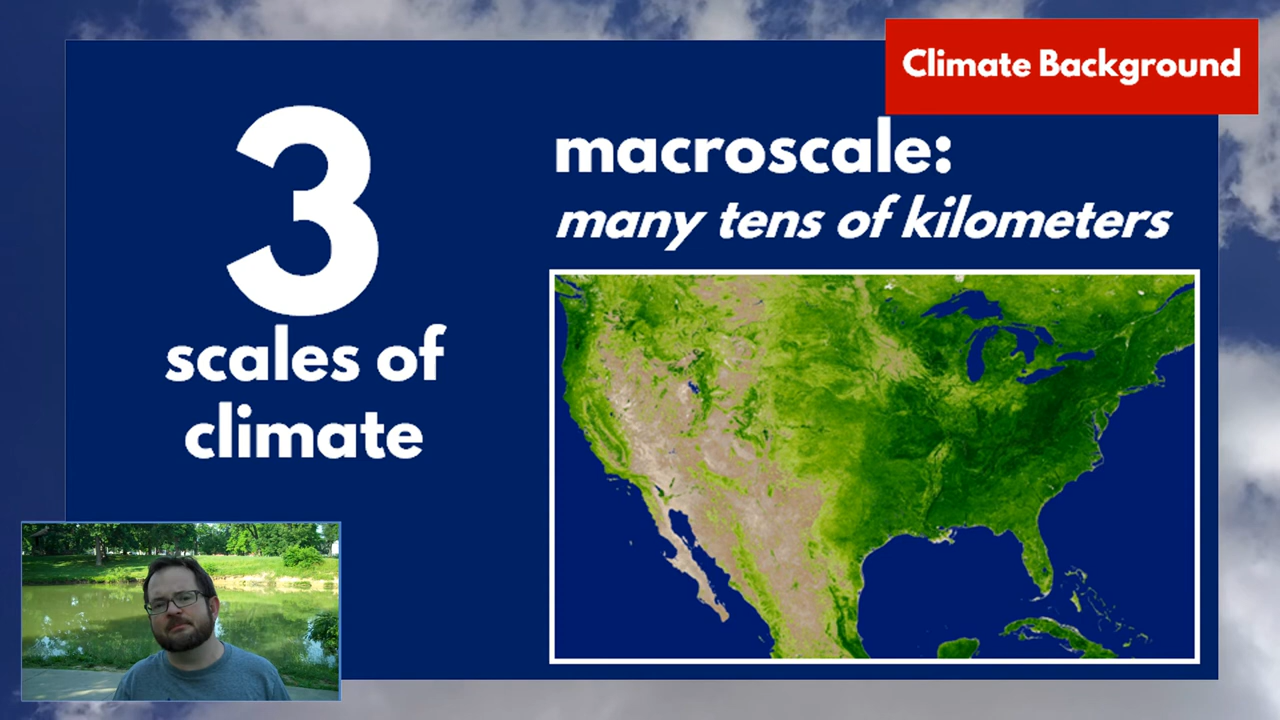 Climate Background
3
scales of
climate
macroscale:
many tens of kilometers